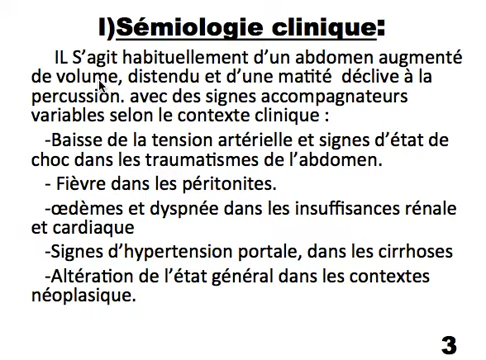 I)Sémiologie clinique:
IL S’agit habituellement d’un abdomen augmenté
de volume, distendu et d’une matité déclive à la
percussion. avec des signes accompagnateurs
variables selon le contexte clinique :
-Baisse de la tension artérielle et signes d’état de
choc dans les traumatismes de l’abdomen.
- Fièvre dans les péritonites.
-œdèmes et dyspnée dans les insuffisances rénale
et cardiaque
-Signes d’hypertension portale, dans les cirrhoses
-Altération de l’état général dans les contextes
néoplasique.
3